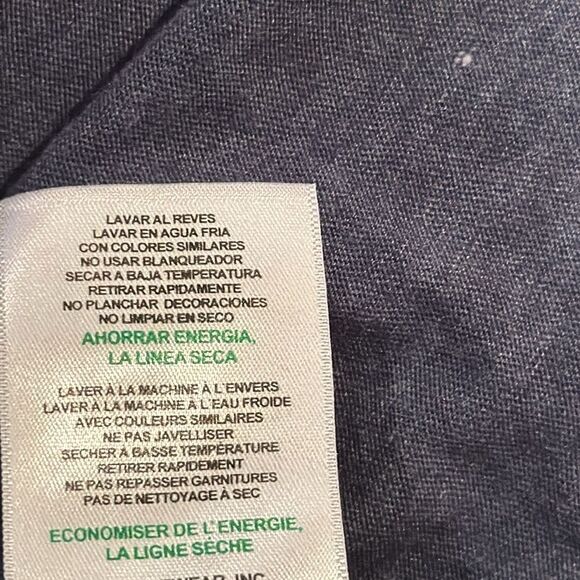 LAVAR AL REVES
LAVAR EN AGUA FRIA
CON COLORES SIMILARES
NO USAR BLANQUEADOR
SECAR A BAJA TEMPERATURA
RETIRAR RAPIDAMENTE
NO PLANCHAR DECORACIONES
NO LIMPIAR EN SECO
AHORRAR ENERGIA,
LA LINEA SECA
LAVER À LA MACHINE À L'ENVERS
LAVER À LA MACHINE À L'EAU FROIDE
AVEC COULEURS SIMILAIRES
NE PAS JAVELLISER
SÉCHER À BASSE TEMPÉRATURE
RETIRER RAPIDEMENT
NE PAS REPASSER GARNITURES
PAS DE NETTOYAGE À SEC
ECONOMISER DE L'ENERGIE,
LA LIGNE SÈCHE
INC